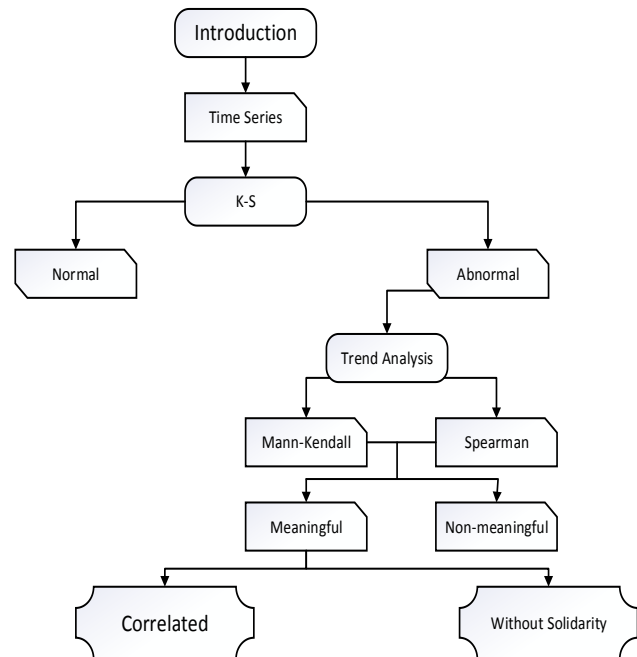 Introduction
Time Series
K-S
Normal
Abnormal
Trend Analysis
Mann-Kendall
Spearman
Meaningful
Non-meaningful
Correlated
Without Solidarity